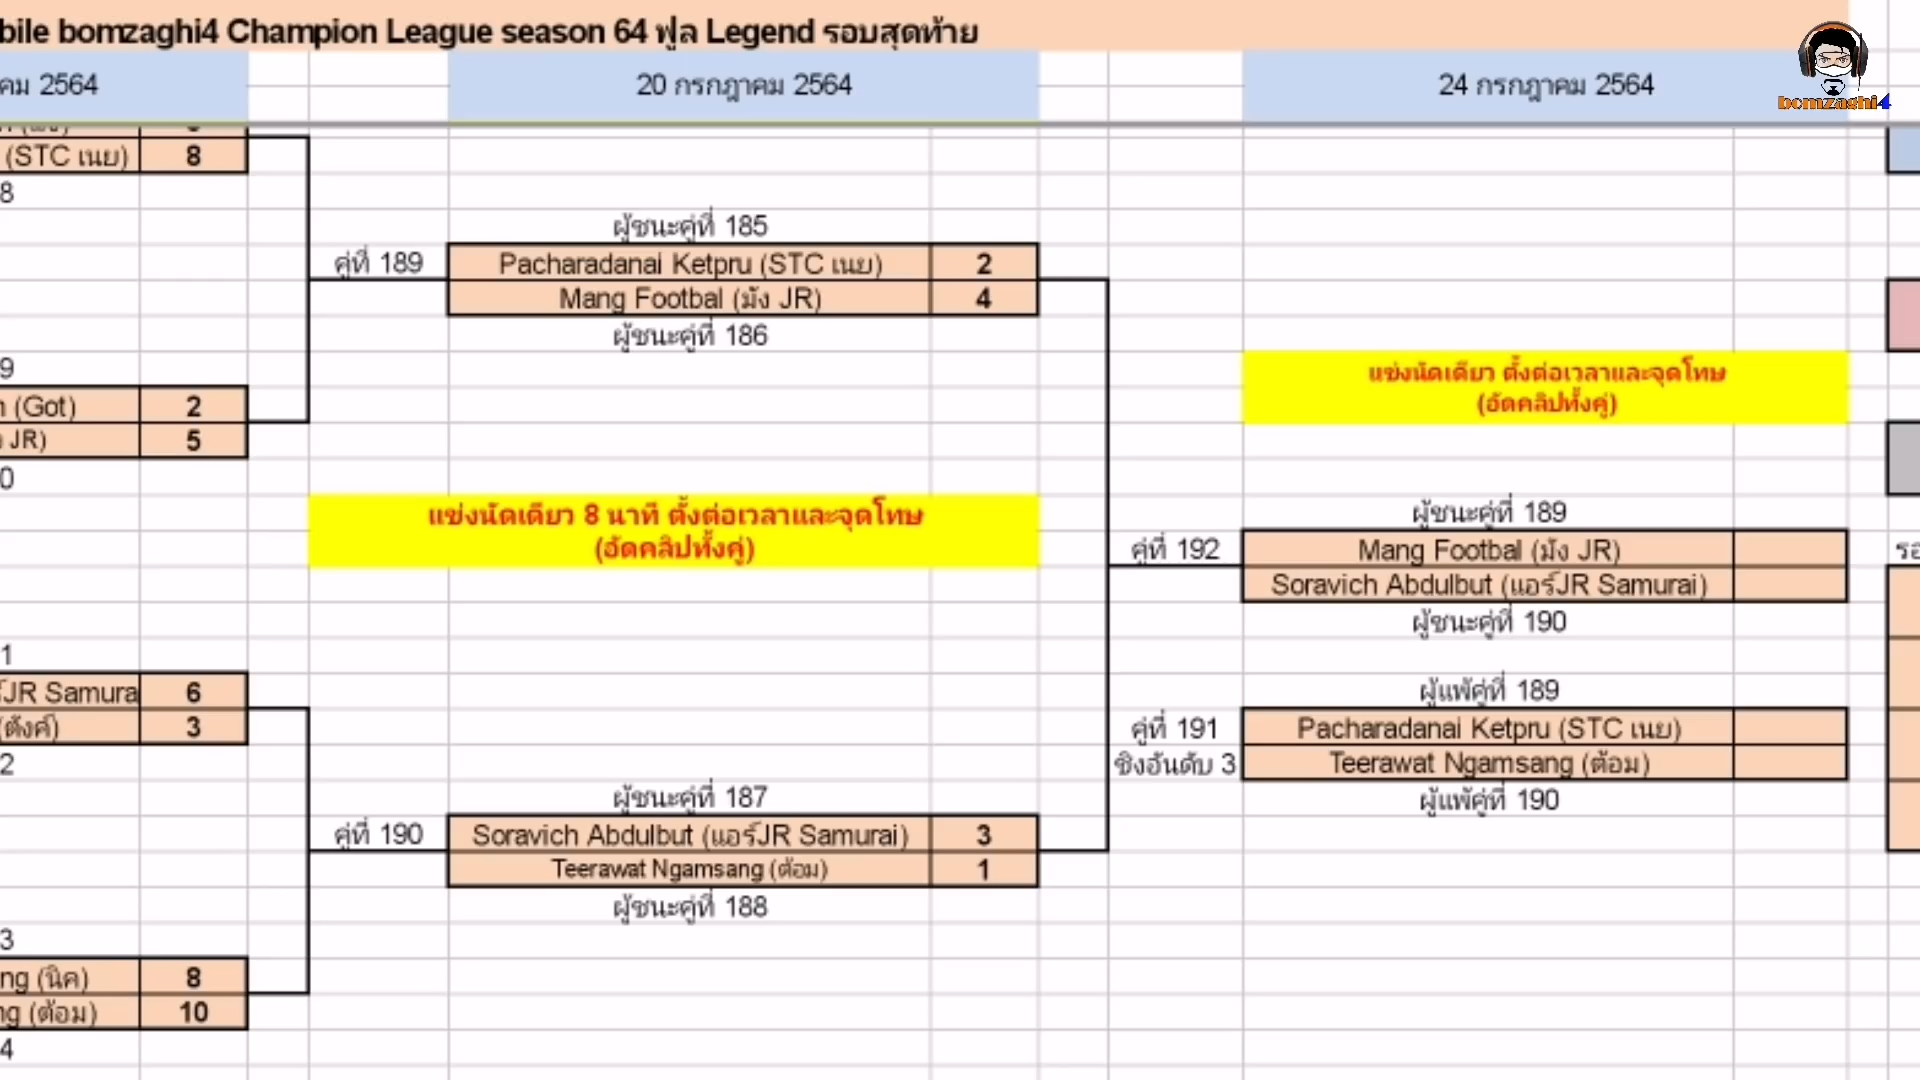 bile bomzaghi4 Champion League season 64 ฟูล Legend รอบสุดท้าย
bomzaghi4
คม 2564
20 กรกฎาคม 2564
24 กรกฎาคม 2564
(STC เนย) 8
8
ผู้ชนะคู่ที่ 185
คู่ที่ 189
Pacharadanai Ketpru (STC เนย) 2
Mang Footbal (มัง JR) 4
ผู้ชนะคู่ที่ 186
9
(Got) 2
JR) 5
0
แข่งนัดเดียว ตั้งต่อเวลาและจุดโทษ
(อัดคลิปทั้งคู่)
แข่งนัดเดียว 8 นาที ตั้งต่อเวลาและจุดโทษ
(อัดคลิปทั้งคู่)
ผู้ชนะคู่ที่ 189
คู่ที่ 192
Mang Footbal (มัง JR)
Soravich Abdulbut (แอร์JR Samurai)
ผู้ชนะคู่ที่ 190
1
JR Samura 6
(ตังค์) 3
2
ผู้แพ้คู่ที่ 189
คู่ที่ 191
Pacharadanai Ketpru (STC เนย)
ชิงอันดับ 3
Teerawat Ngamsang (ต้อม)
ผู้แพ้คู่ที่ 190
ผู้ชนะคู่ที่ 187
คู่ที่ 190
Soravich Abdulbut (แอร์JR Samurai) 3
Teerawat Ngamsang (ต้อม) 1
ผู้ชนะคู่ที่ 188
3
ng (นิค) 8
ng (ต้อม) 10
4